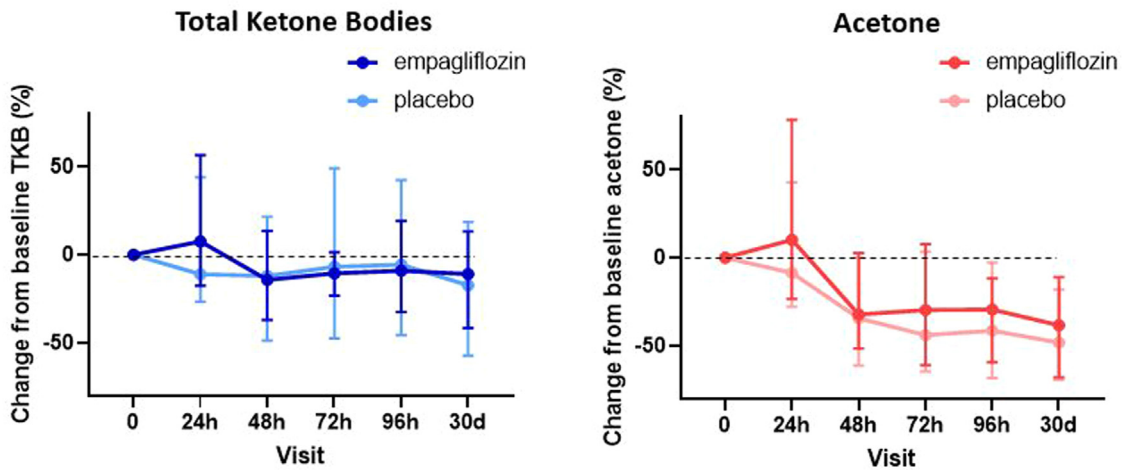 Total Ketone Bodies
empagliflozin
placebo
Change from baseline TKB (%)
50
0
-50
0 24h 48h 72h 96h 30d
Visit
Acetone
empagliflozin
placebo
Change from baseline acetone (%)
50
0
-50
0 24h 48h 72h 96h 30d
Visit